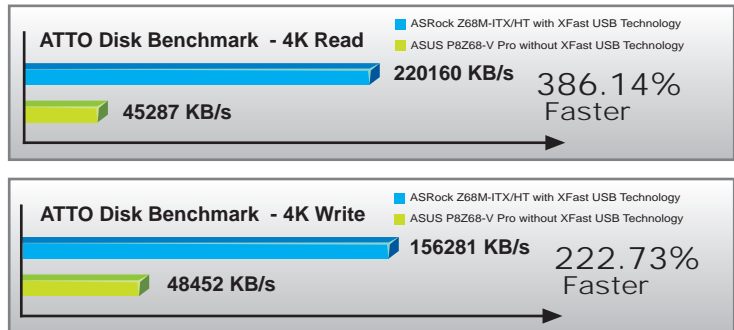 ATTO Disk Benchmark - 4K Read
ASRock Z68M-ITX/HT with XFast USB Technology
ASUS P8Z68-V Pro without XFast USB Technology
220160 KB/s
386.14%
Faster
45287 KB/s
ATTO Disk Benchmark - 4K Write
ASRock Z68M-ITX/HT with XFast USB Technology
ASUS P8Z68-V Pro without XFast USB Technology
156281 KB/s
222.73%
Faster
48452 KB/s